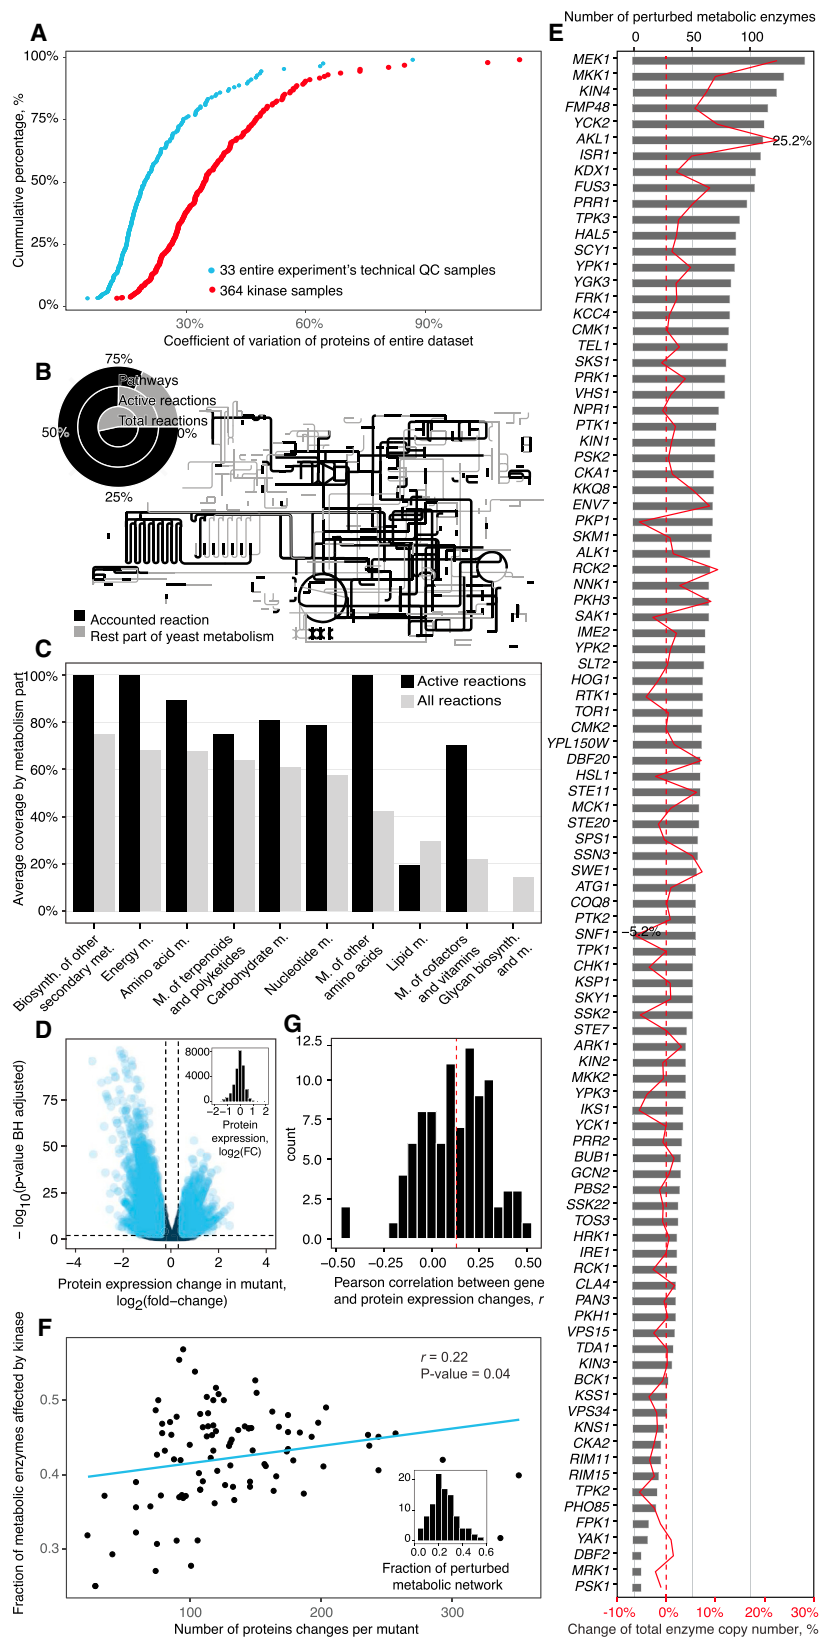 A
Cummulative percentage, %
100%
75%
50%
25%
0%
33 entire experiment's technical QC samples
364 kinase samples
30%
60%
90%
Coefficient of variation of proteins of entire dataset
B
75%
Pathways
Active reactions
Total reactions
50%
0%
25%
Accounted reaction
Rest part of yeast metabolism
C
Average coverage by metabolism part
100%
80%
60%
40%
20%
0%
Active reactions
All reactions
Biosynth. of other
secondary met.
Energy m.
Amino acid m.
M. of terpenoids
and polyketides
Carbohydrate m.
Nucleotide m.
M. of other
amino acids
Lipid m.
M. of cofactors
and vitamins
Glycan biosynth.
and m.
D
− log10(p-value BH adjusted)
75
50
25
0
−4
−2
0
2
4
Protein expression change in mutant,
log2(fold−change)
8000
4000
0
−2 −1 0 1 2
Protein
expression,
log2(FC)
G
count
12.5
10.0
7.5
5.0
2.5
0.0
−0.50
−0.25
0.00
0.25
0.50
Pearson correlation between gene
and protein expression changes, r
F
Fraction of metabolic enzymes affected by kinase
0.5
0.4
0.3
r = 0.22
P-value = 0.04
100
200
300
Number of proteins changes per mutant
20
10
0
0.0 0.2 0.4 0.6
Fraction of perturbed
metabolic network
E
Number of perturbed metabolic enzymes
0
50
100
MEK1
MKK1
KIN4
FMP48
YCK2
AKL1
25.2%
ISR1
KDX1
FUS3
PRR1
TPK3
HAL5
SCY1
YPK1
YGK3
FRK1
KCC4
CMK1
TEL1
SKS1
PRK1
VHS1
NPR1
PTK1
KIN1
PSK2
CKA1
KKQ8
ENV7
PKP1
SKM1
ALK1
RCK2
NNK1
PKH3
SAK1
IME2
YPK2
SLT2
HOG1
RTK1
TOR1
CMK2
YPL150W
DBF20
HSL1
STE11
MCK1
STE20
SPS1
SSN3
SWE1
ATG1
COQ8
PTK2
SNF1
−5.2%
TPK1
CHK1
KSP1
SKY1
SSK2
STE7
ARK1
KIN2
MKK2
YPK3
IKS1
YCK1
PRR2
BUB1
GCN2
PBS2
SSK22
TOS3
HRK1
IRE1
RCK1
CLA4
PAN3
PKH1
VPS15
TDA1
KIN3
BCK1
KSS1
VPS34
KNS1
CKA2
RIM11
RIM15
TPK2
PHO85
FPK1
YAK1
DBF2
MRK1
PSK1
-10%
0%
10%
20%
30%
Change of total enzyme copy number, %